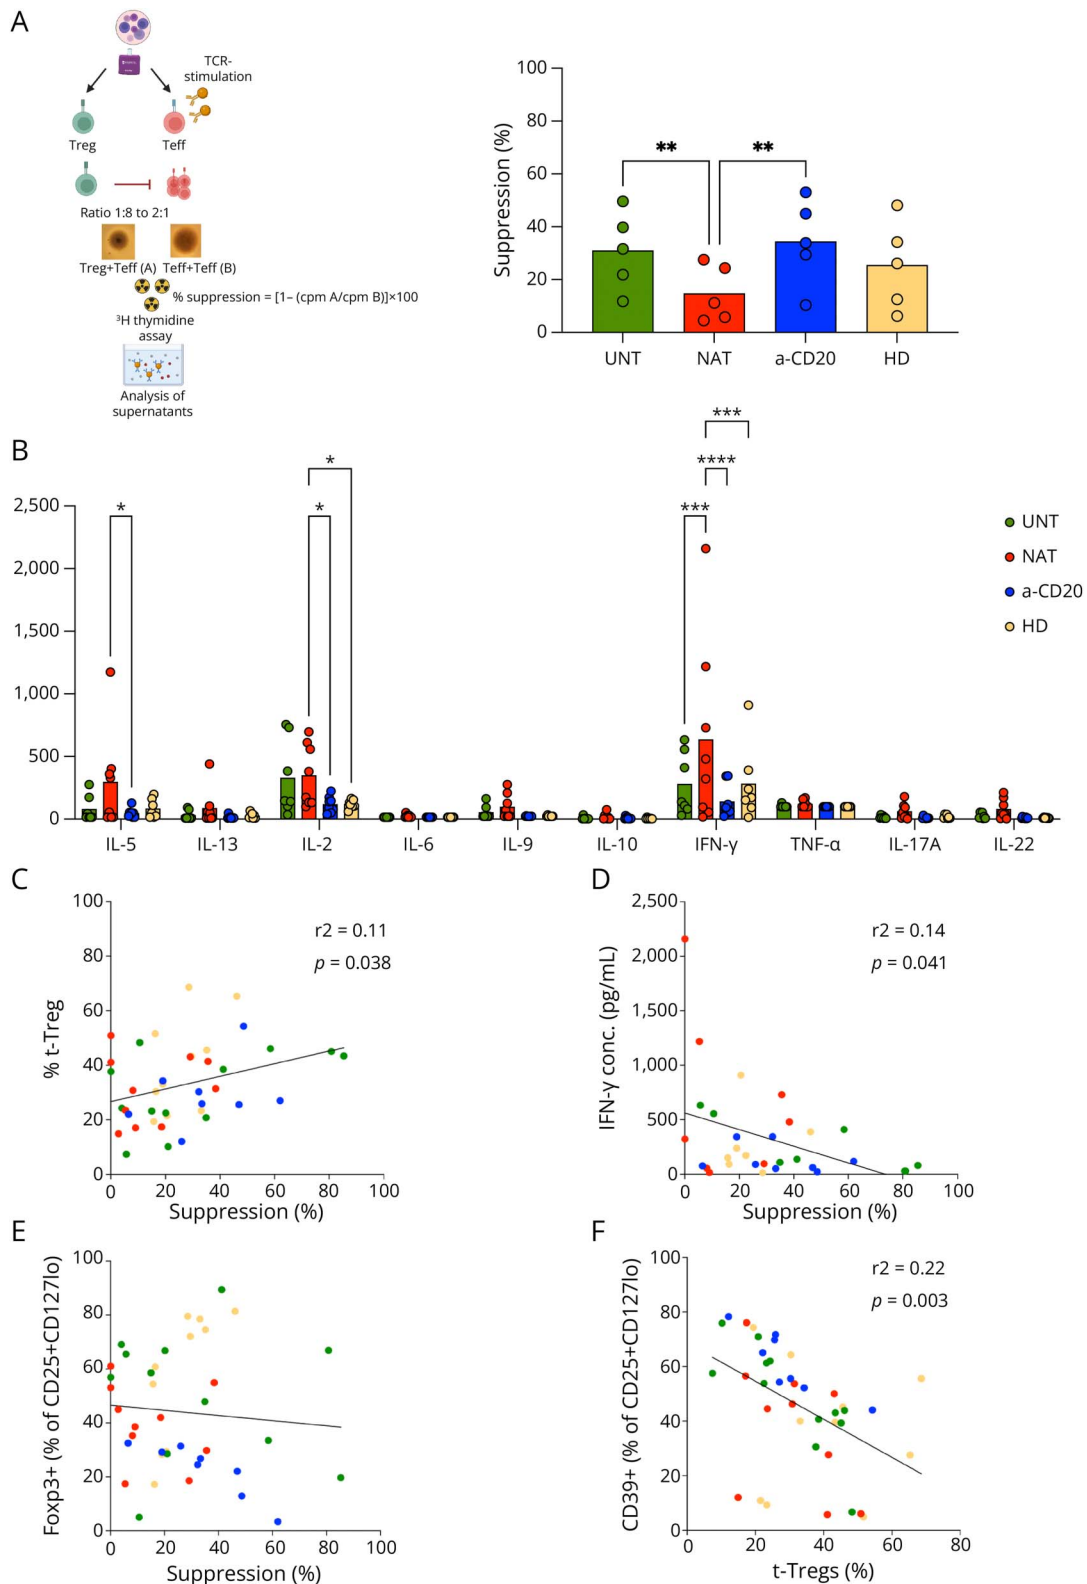 A
TCR-
stimulation
Treg
Teff
Ratio 1:8 to 2:1
Treg+Teff (A)
Teff+Teff (B)
% suppression = [1– (cpm A/cpm B)]×100
³H thymidine
assay
Analysis of
supernatants
Suppression (%)
100
80
60
40
20
0
**
**
UNT
NAT
a-CD20
HD
B
2,500
2,000
1,500
1,000
500
0
*
*
*
***
****
***
UNT
NAT
a-CD20
HD
IL-5
IL-13
IL-2
IL-6
IL-9
IL-10
IFN-γ
TNF-α
IL-17A
IL-22
C
% t-Treg
100
80
60
40
20
0
r2 = 0.11
p = 0.038
0
20
40
60
80
100
Suppression (%)
D
IFN-γ conc. (pg/mL)
2,500
2,000
1,500
1,000
500
0
r2 = 0.14
p = 0.041
0
20
40
60
80
100
Suppression (%)
E
Foxp3+ (% of CD25+CD127lo)
100
80
60
40
20
0
0
20
40
60
80
100
Suppression (%)
F
CD39+ (% of CD25+CD127lo)
100
80
60
40
20
0
r2 = 0.22
p = 0.003
0
20
40
60
80
t-Tregs (%)